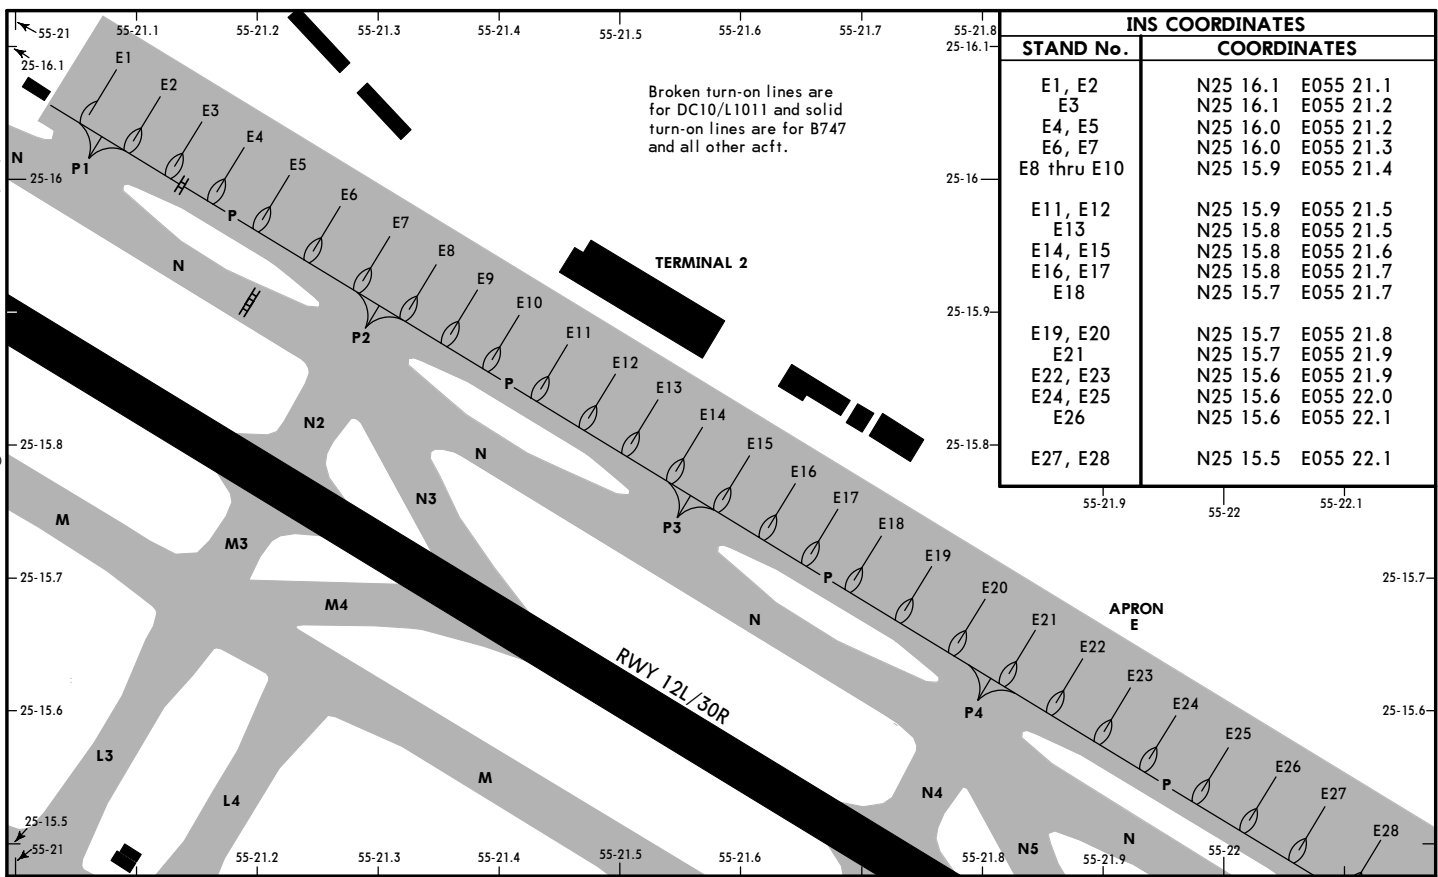 55-21
55-21.1
55-21.2
55-21.3
55-21.4
55-21.5
55-21.6
55-21.7
55-21.8
25-16.1
25-16.1
INS COORDINATES
STAND No. COORDINATES
E1, E2 N25 16.1 E055 21.1
E3 N25 16.1 E055 21.2
E4, E5 N25 16.0 E055 21.2
E6, E7 N25 16.0 E055 21.3
E8 thru E10 N25 15.9 E055 21.4
E11, E12 N25 15.9 E055 21.5
E13 N25 15.8 E055 21.5
E14, E15 N25 15.8 E055 21.6
E16, E17 N25 15.8 E055 21.7
E18 N25 15.7 E055 21.7
E19, E20 N25 15.7 E055 21.8
E21 N25 15.7 E055 21.9
E22, E23 N25 15.6 E055 21.9
E24, E25 N25 15.6 E055 22.0
E26 N25 15.6 E055 22.1
E27, E28 N25 15.5 E055 22.1
Broken turn-on lines are
for DC10/L1011 and solid
turn-on lines are for B747
and all other acft.
E1
E2
E3
E4
E5
E6
E7
E8
E9
E10
E11
E12
E13
E14
E15
E16
E17
E18
E19
E20
E21
E22
E23
E24
E25
E26
E27
E28
N
P1
25-16
25-16
P
N
TERMINAL 2
25-15.9
P2
P
N2
N
25-15.8
25-15.8
N3
M
M3
P3
55-21.9
55-22
55-22.1
25-15.7
25-15.7
P
M4
N
APRON
E
RWY 12L/30R
25-15.6
25-15.6
P4
L3
M
L4
N4
P
N5
N
25-15.5
55-21
55-21.2
55-21.3
55-21.4
55-21.5
55-21.6
55-21.8
55-21.9
55-22